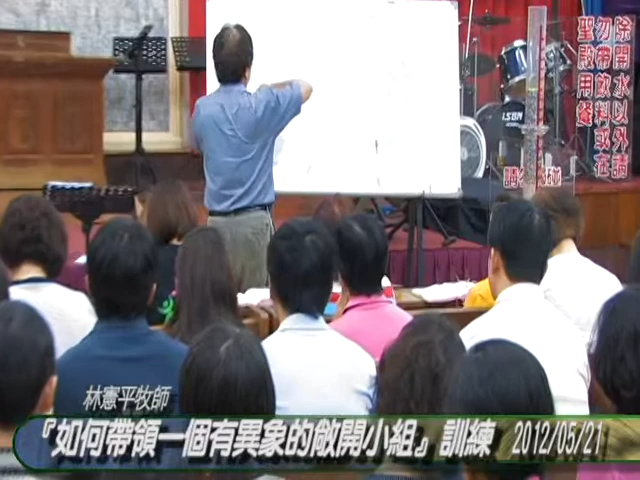 除開水以外請
勿帶飲料或在
聖殿用餐
林憲平牧師
『如何帶領一個有異象的敞開小組』訓練 2012/05/21